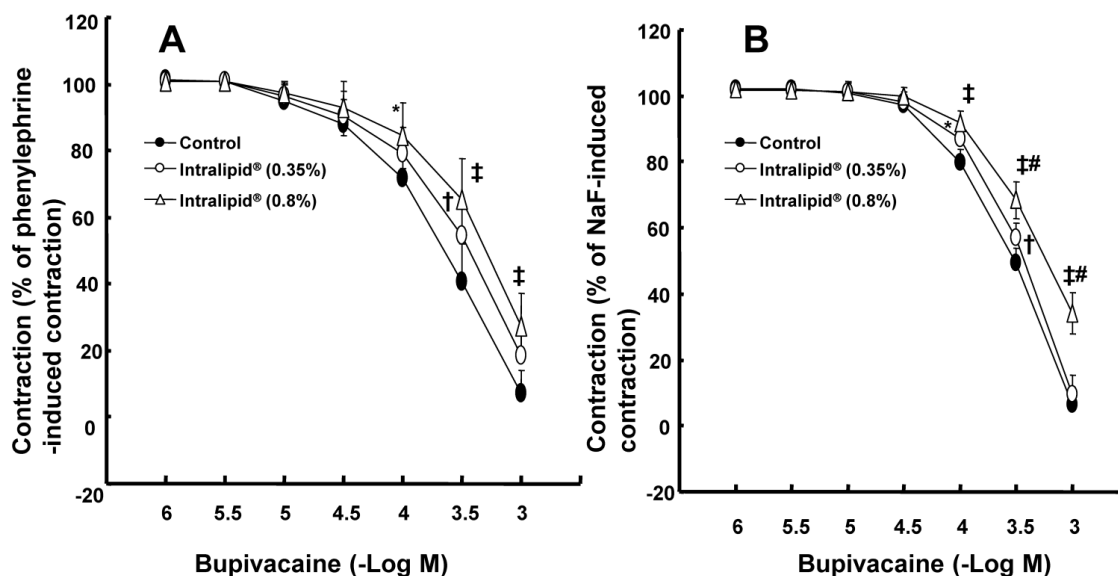 A
120
100
80
60
40
20
0
-20
Contraction (% of phenylephrine
-induced contraction)
Control
Intralipid® (0.35%)
Intralipid® (0.8%)
*
†
‡
‡
6 5.5 5 4.5 4 3.5 3
Bupivacaine (-Log M)
B
120
100
80
60
40
20
0
-20
Contraction (% of NaF-induced
contraction)
Control
Intralipid® (0.35%)
Intralipid® (0.8%)
*
‡
‡#
†
‡#
6 5.5 5 4.5 4 3.5 3
Bupivacaine (-Log M)